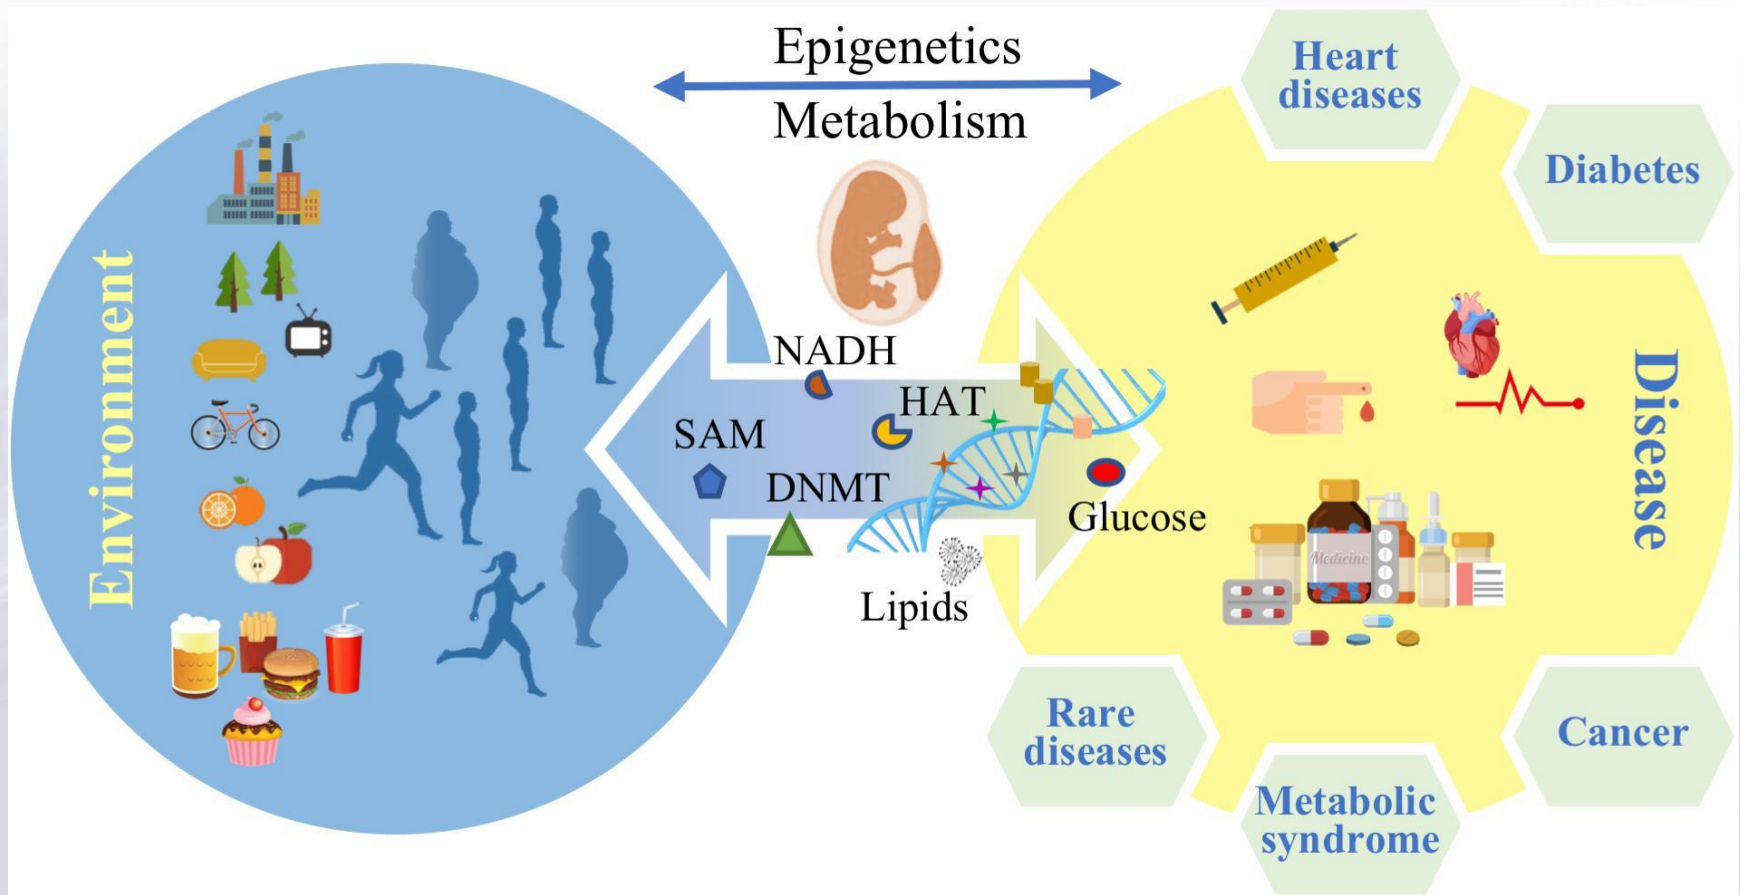 Epigenetics
Metabolism
Environment
NADH
HAT
SAM
DNMT
Glucose
Lipids
Heart
diseases
Diabetes
Disease
Medicine
Rare
diseases
Cancer
Metabolic
syndrome